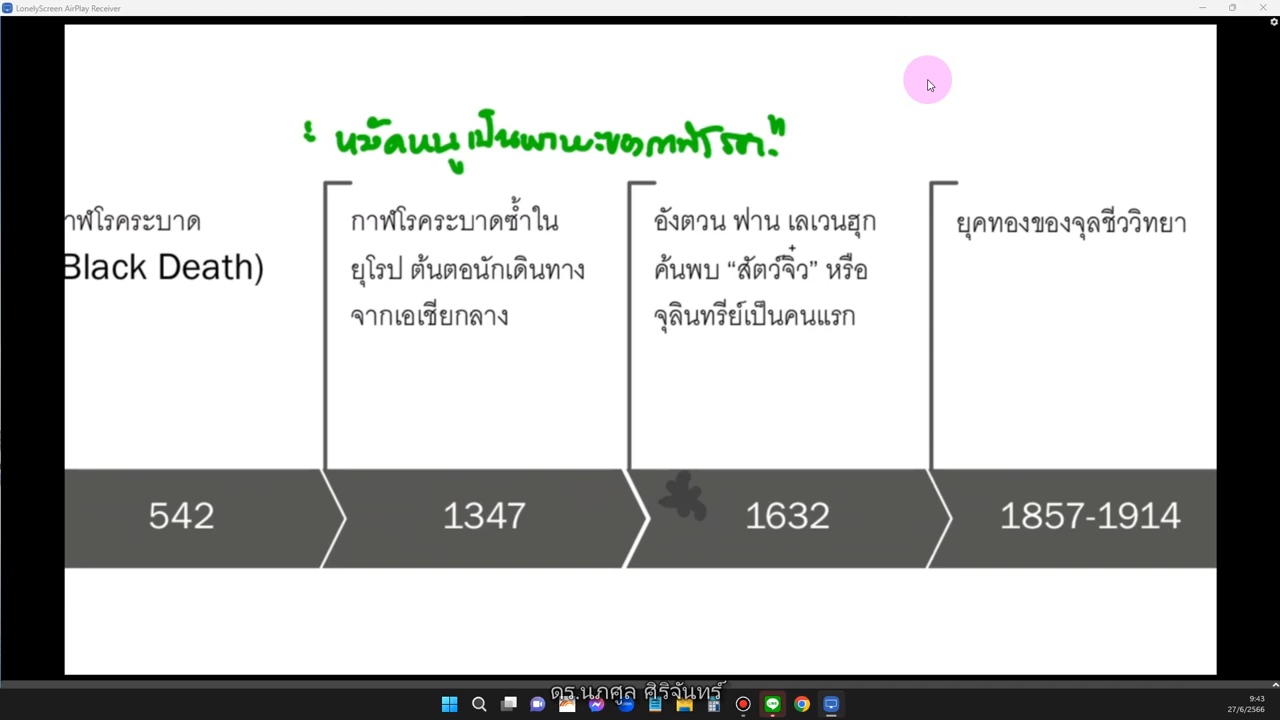 LonelyScreen AirPlay Receiver
"หมัดหนูเป็นพาหะของกาฬโรค"
าฬโรคระบาด
Black Death)
กาฬโรคระบาดซ้ำใน
ยุโรป ต้นตอนักเดินทาง
จากเอเชียกลาง
อังตวน ฟาน เลเวนฮุก
ค้นพบ “สัตว์จิ๋ว” หรือ
จุลินทรีย์เป็นคนแรก
ยุคทองของจุลชีววิทยา
542
1347
1632
1857-1914
ดร.นภศูล ศิริจันทร์
9:43
27/6/2566